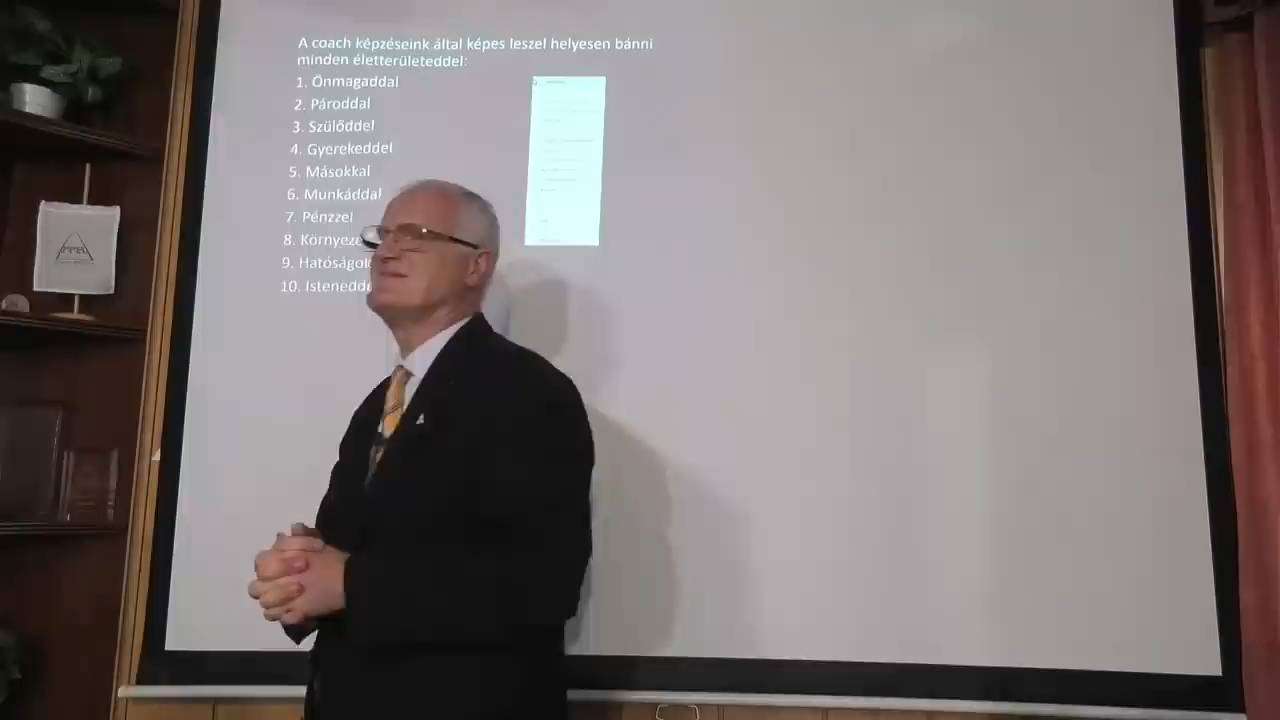 A coach képzéseink által képes leszel helyesen bánni
minden életterületeddel:
1. Önmagaddal
2. Pároddal
3. Szülőddel
4. Gyerekeddel
5. Másokkal
6. Munkáddal
7. Pénzzel
8.
9.
10.